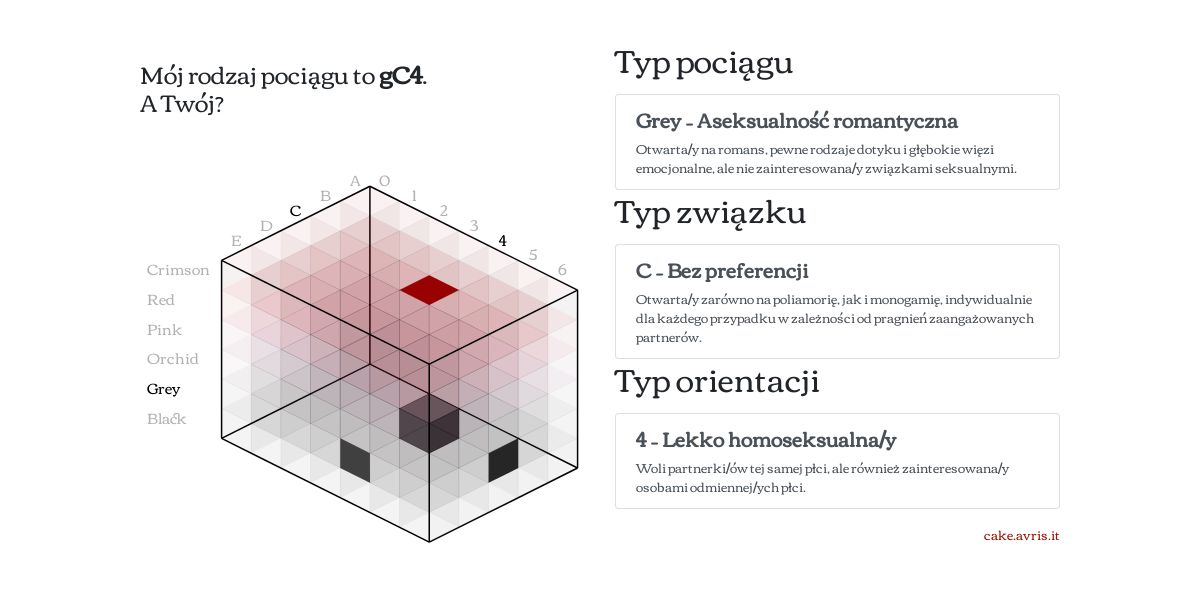 Mój rodzaj pociągu to gC4.
A Twój?
A
B
C
D
E
0
1
2
3
4
5
6
Crimson
Red
Pink
Orchid
Grey
Black
Typ pociągu
Grey – Aseksualność romantyczna
Otwarta/y na romans, pewne rodzaje dotyku i głębokie więzi
emocjonalne, ale nie zainteresowana/y związkami seksualnymi.
Typ związku
C – Bez preferencji
Otwarta/y zarówno na poliamorię, jak i monogamię, indywidualnie
dla każdego przypadku w zależności od pragnień zaangażowanych
partnerów.
Typ orientacji
4 – Lekko homoseksualna/y
Woli partnerki/ów tej samej płci, ale również zainteresowana/y
osobami odmiennej/ych płci.
cake.avris.it